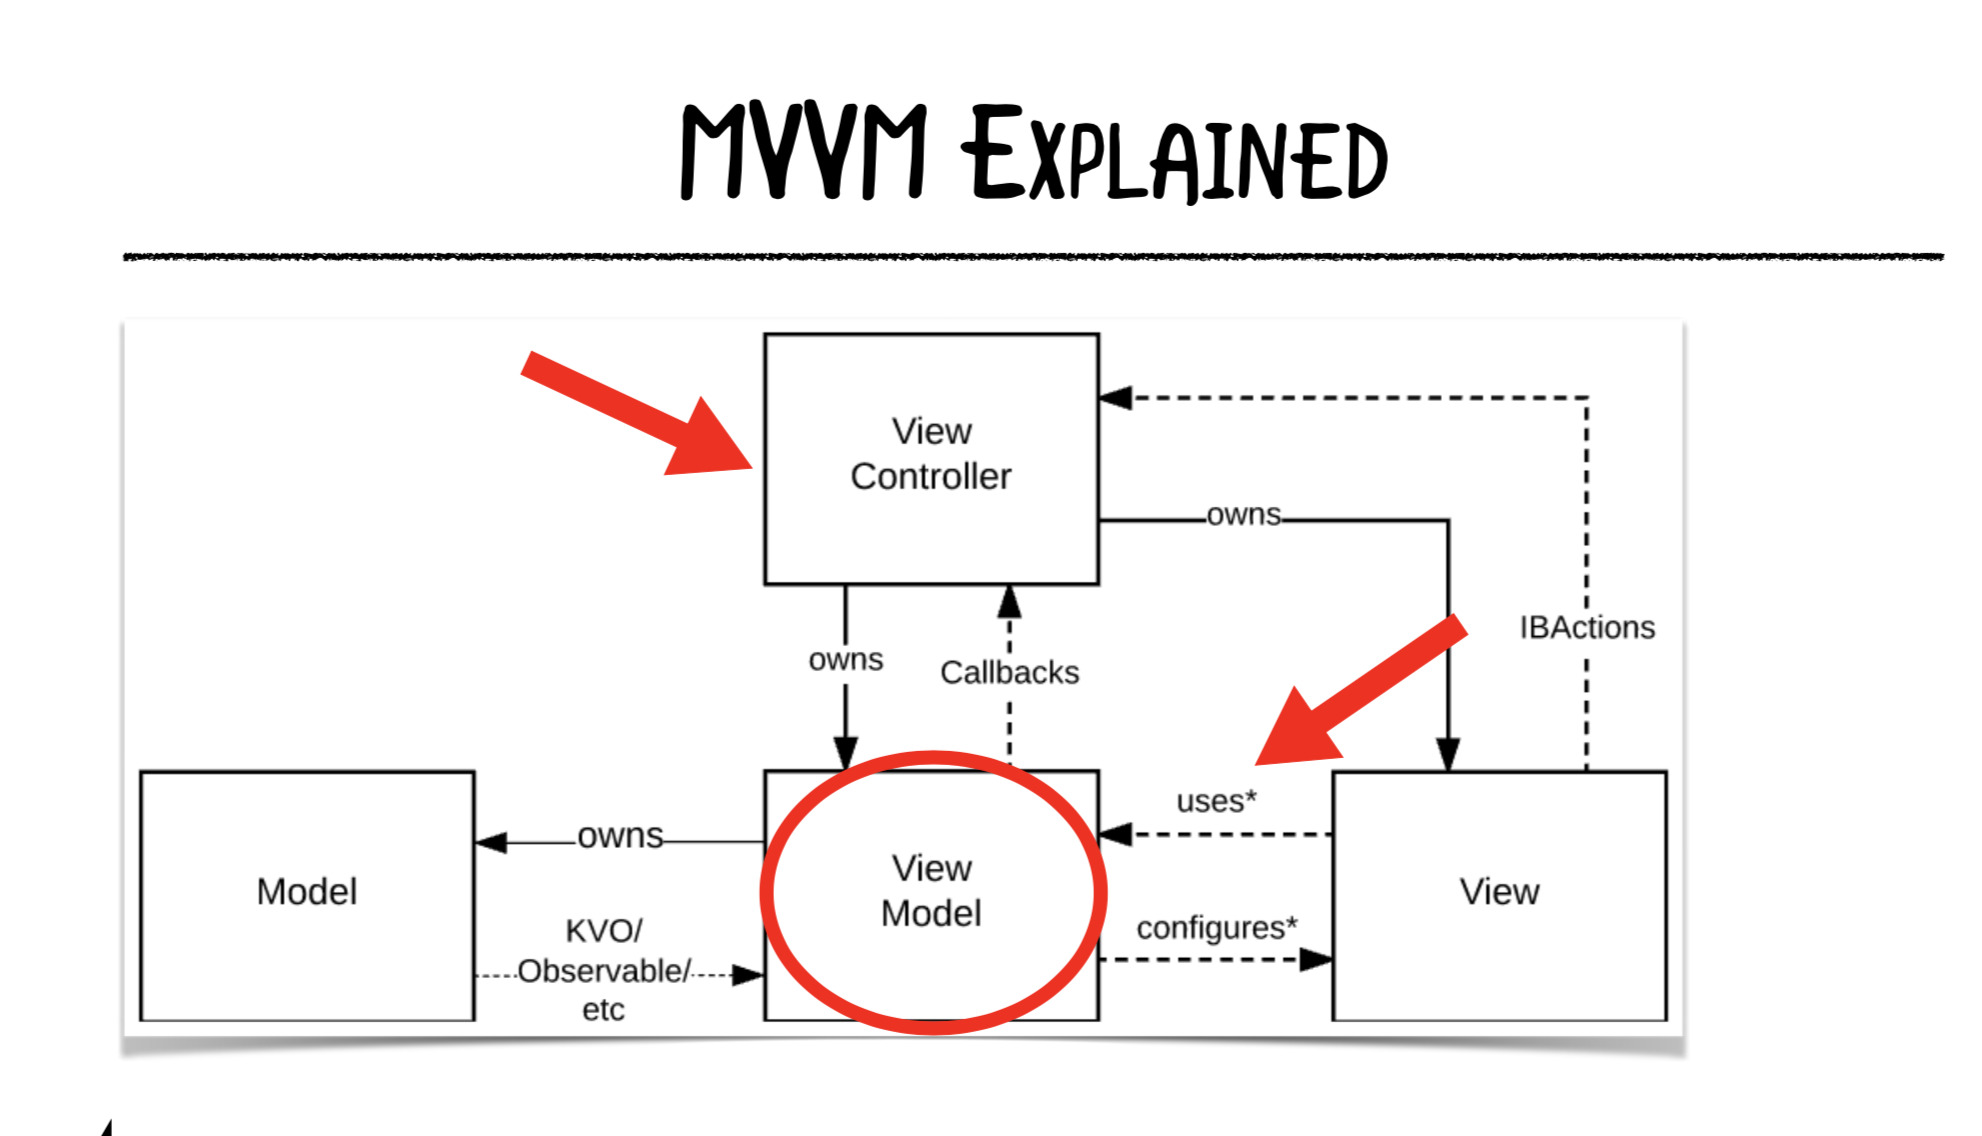 MVVM EXPLAINED
View
Controller
owns
IBActions
owns
Callbacks
uses*
owns
Model
View
Model
View
configures*
KVO/
Observable/
etc